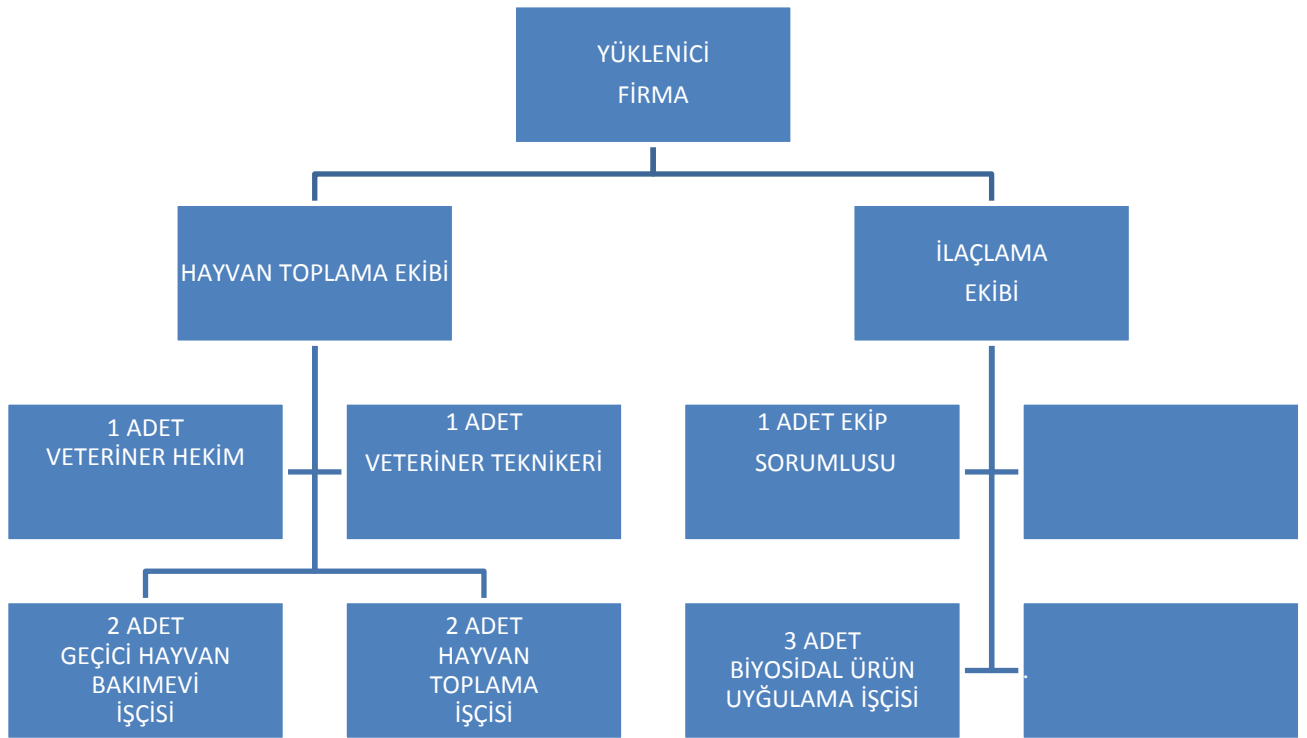 YÜKLENİCİ
FİRMA
HAYVAN TOPLAMA EKİBİ
İLAÇLAMA
EKİBİ
1 ADET
VETERİNER HEKİM
1 ADET
VETERİNER TEKNİKERİ
1 ADET EKİP
SORUMLUSU
2 ADET
GEÇİCİ HAYVAN
BAKIMEVİ
İŞÇİSİ
2 ADET
HAYVAN
TOPLAMA
İŞÇİSİ
3 ADET
BİYOSİDAL ÜRÜN
UYĞULAMA İŞÇİSİ
.